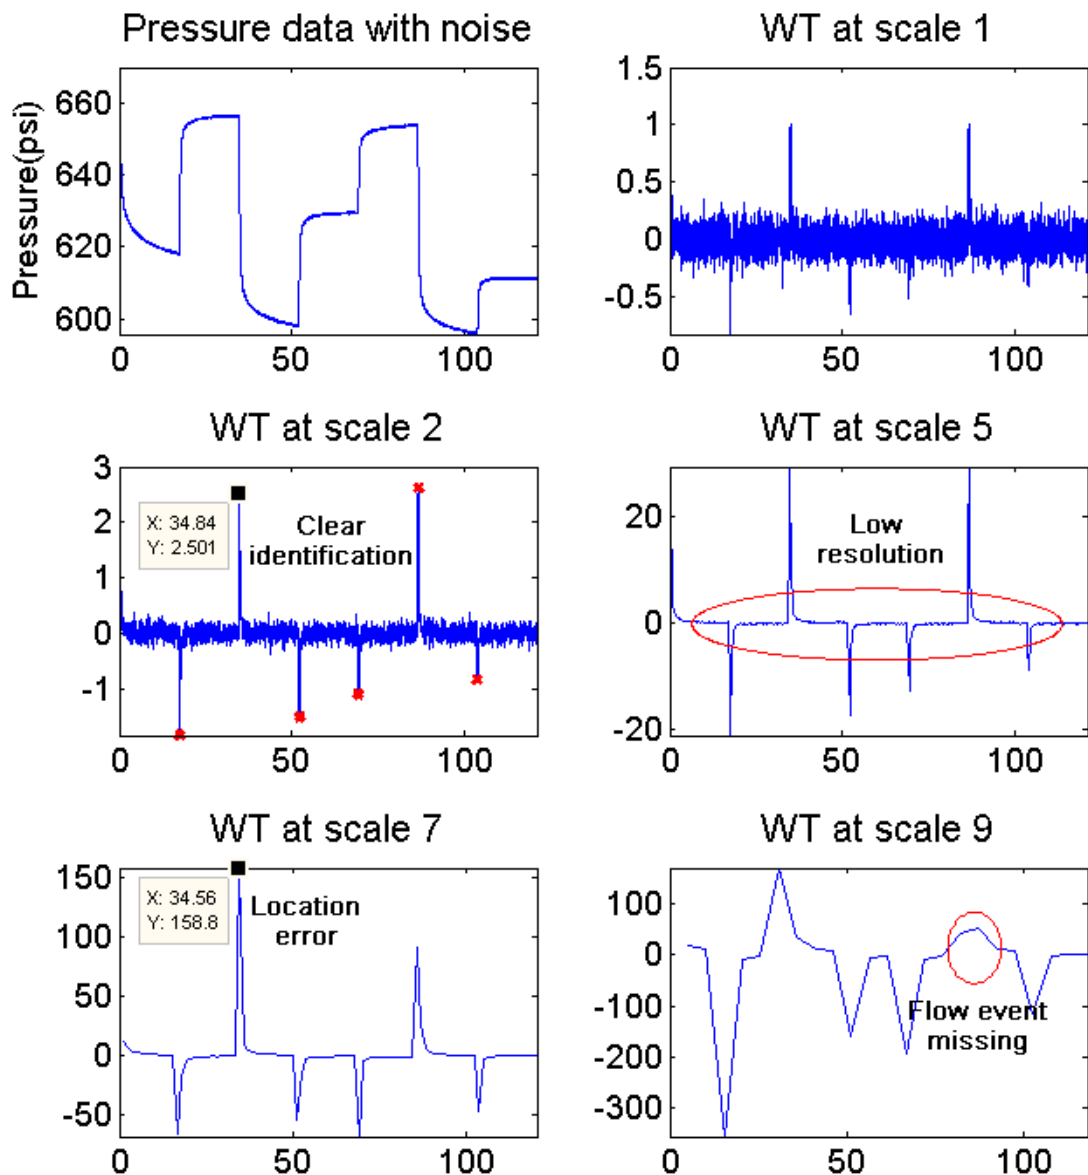 Pressure data with noise
Pressure(psi)
660
640
620
600
0
50
100
WT at scale 1
1.5
1
0.5
0
-0.5
0
50
100
WT at scale 2
3
2
1
0
-1
X: 34.84
Y: 2.501
Clear
identification
0
50
100
WT at scale 5
20
0
-20
Low
resolution
0
50
100
WT at scale 7
150
100
50
0
-50
X: 34.56
Y: 158.8
Location
error
0
50
100
WT at scale 9
100
0
-100
-200
-300
Flow event
missing
0
50
100